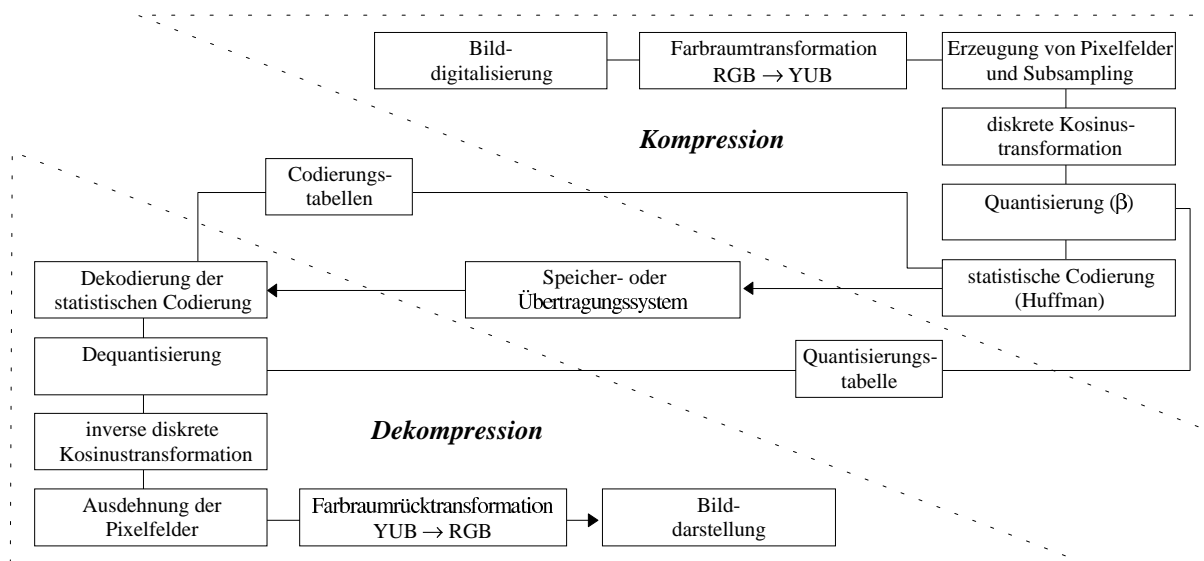 Bild-
digitalisierung
Farbraumtransformation
RGB → YUB
Erzeugung von Pixelfelder
und Subsampling
Kompression
diskrete Kosinus-
transformation
Codierungs-
tabellen
Quantisierung (β)
Dekodierung der
statistischen Codierung
Speicher- oder
Übertragungssystem
statistische Codierung
(Huffman)
Dequantisierung
Quantisierungs-
tabelle
inverse diskrete
Kosinustransformation
Dekompression
Ausdehnung der
Pixelfelder
Farbraumrücktransformation
YUB → RGB
Bild-
darstellung